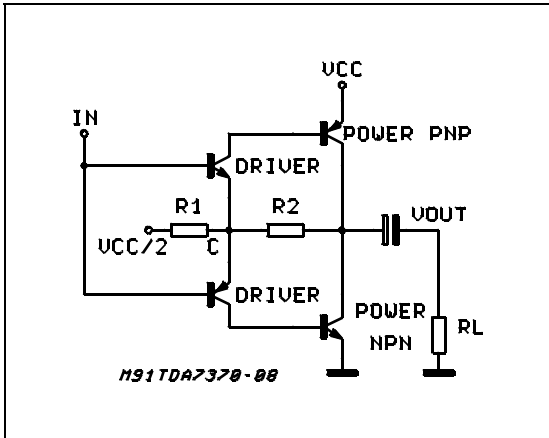 VCC
IN
POWER PNP
DRIVER
R1
R2
VOUT
VCC/2
C
DRIVER
POWER
NPN
RL
M91TDA7370-08